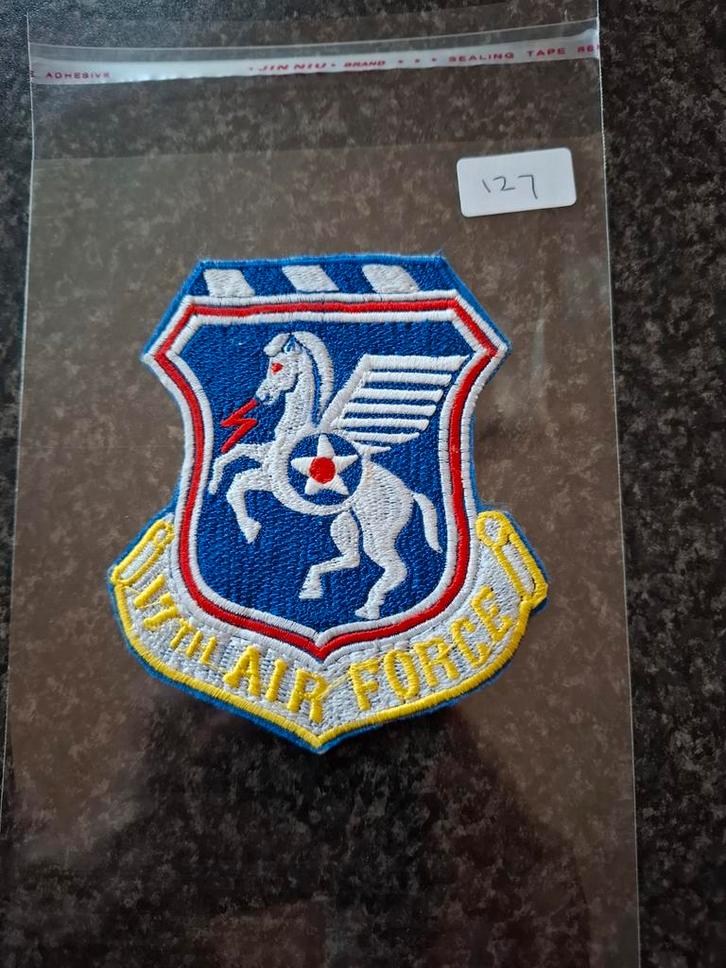 ADHESIVE • JIN NIU • BRAND • • • SEALING TAPE
127
17TH AIR FORCE